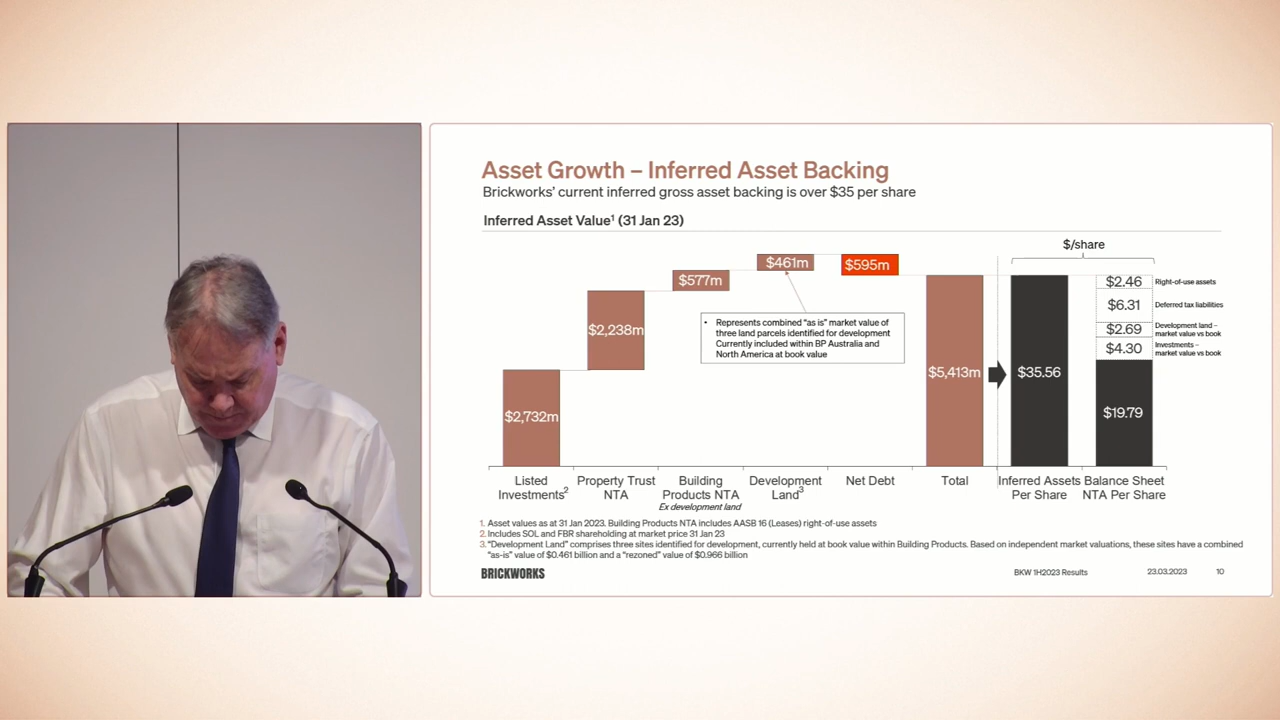 Asset Growth – Inferred Asset Backing
Brickworks' current inferred gross asset backing is over $35 per share
Inferred Asset Value¹ (31 Jan 23)
$/share
$2,732m
$2,238m
$577m
$461m
$595m
$5,413m
$35.56
$2.46
Right-of-use assets
$6.31
Deferred tax liabilities
$2.69
Development land –
market value vs book
$4.30
Investments –
market value vs book
$19.79
• Represents combined “as is” market value of
three land parcels identified for development
Currently included within BP Australia and
North America at book value
Listed
Investments²
Property Trust
NTA
Building
Products NTA
Ex development land
Development
Land³
Net Debt
Total
Inferred Assets
Per Share
Balance Sheet
NTA Per Share
1. Asset values as at 31 Jan 2023. Building Products NTA includes AASB 16 (Leases) right-of-use assets
2. Includes SOL and FBR shareholding at market price 31 Jan 23
3. “Development Land” comprises three sites identified for development, currently held at book value within Building Products. Based on independent market valuations, these sites have a combined
“as-is” value of $0.461 billion and a “rezoned” value of $0.966 billion
BRICKWORKS
BKW 1H2023 Results
23.03.2023
10